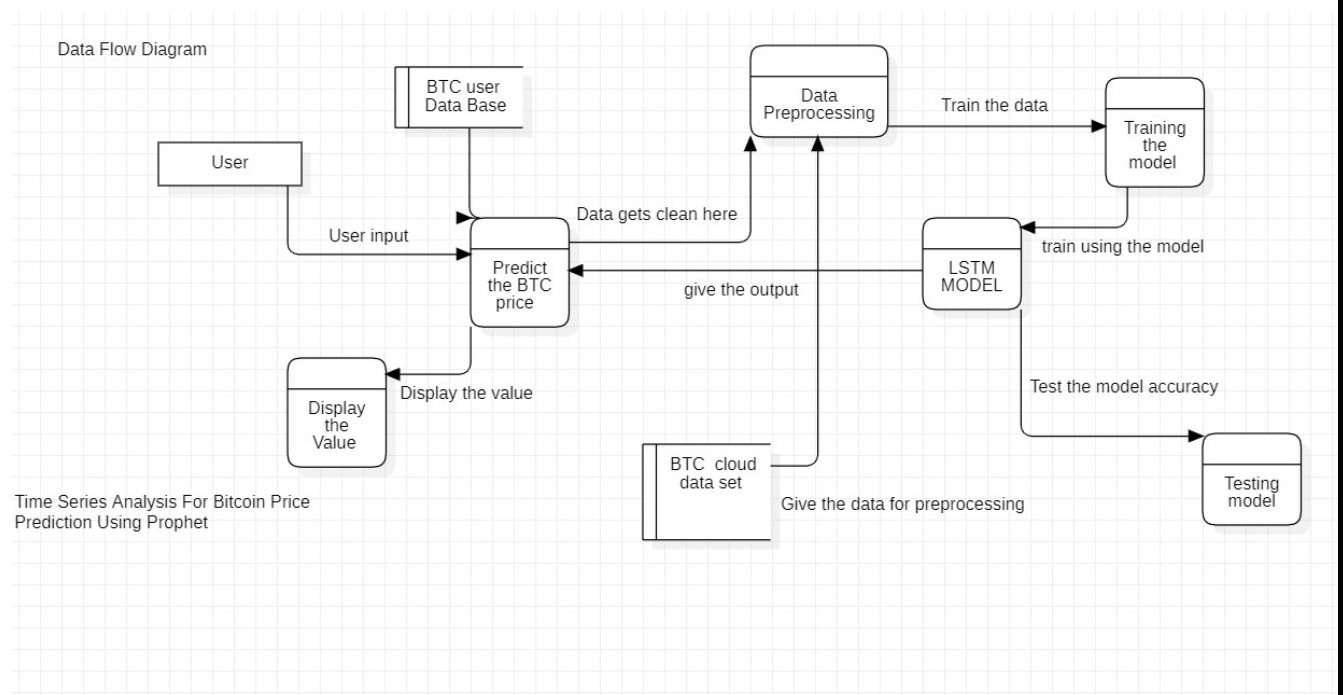 Data Flow Diagram
BTC user
Data Base
Data
Preprocessing
Train the data
Training
the
model
User
User input
Data gets clean here
Predict
the BTC
price
give the output
LSTM
MODEL
train using the model
Display the value
Display
the
Value
Test the model accuracy
BTC cloud
data set
Give the data for preprocessing
Testing
model
Time Series Analysis For Bitcoin Price
Prediction Using Prophet